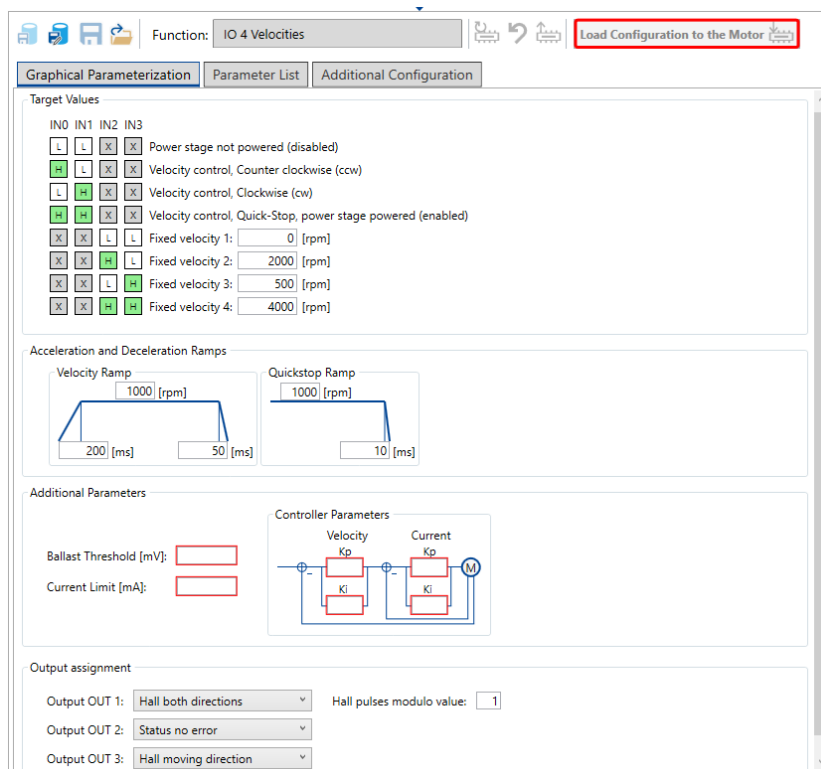 Function: IO 4 Velocities Load Configuration to the Motor
Graphical Parameterization Parameter List Additional Configuration
Target Values
IN0 IN1 IN2 IN3
L L X X Power stage not powered (disabled)
H L X X Velocity control, Counter clockwise (ccw)
L H X X Velocity control, Clockwise (cw)
H H X X Velocity control, Quick-Stop, power stage powered (enabled)
X X L L Fixed velocity 1: 0 [rpm]
X X H L Fixed velocity 2: 2000 [rpm]
X X L H Fixed velocity 3: 500 [rpm]
X X H H Fixed velocity 4: 4000 [rpm]
Acceleration and Deceleration Ramps
Velocity Ramp Quickstop Ramp
1000 [rpm] 1000 [rpm]
200 [ms] 50 [ms] 10 [ms]
Additional Parameters
Controller Parameters
Velocity Current
Kp Kp
Ballast Threshold [mV]:
M
Current Limit [mA]:
Ki Ki
Output assignment
Output OUT 1: Hall both directions Hall pulses modulo value: 1
Output OUT 2: Status no error
Output OUT 3: Hall moving direction